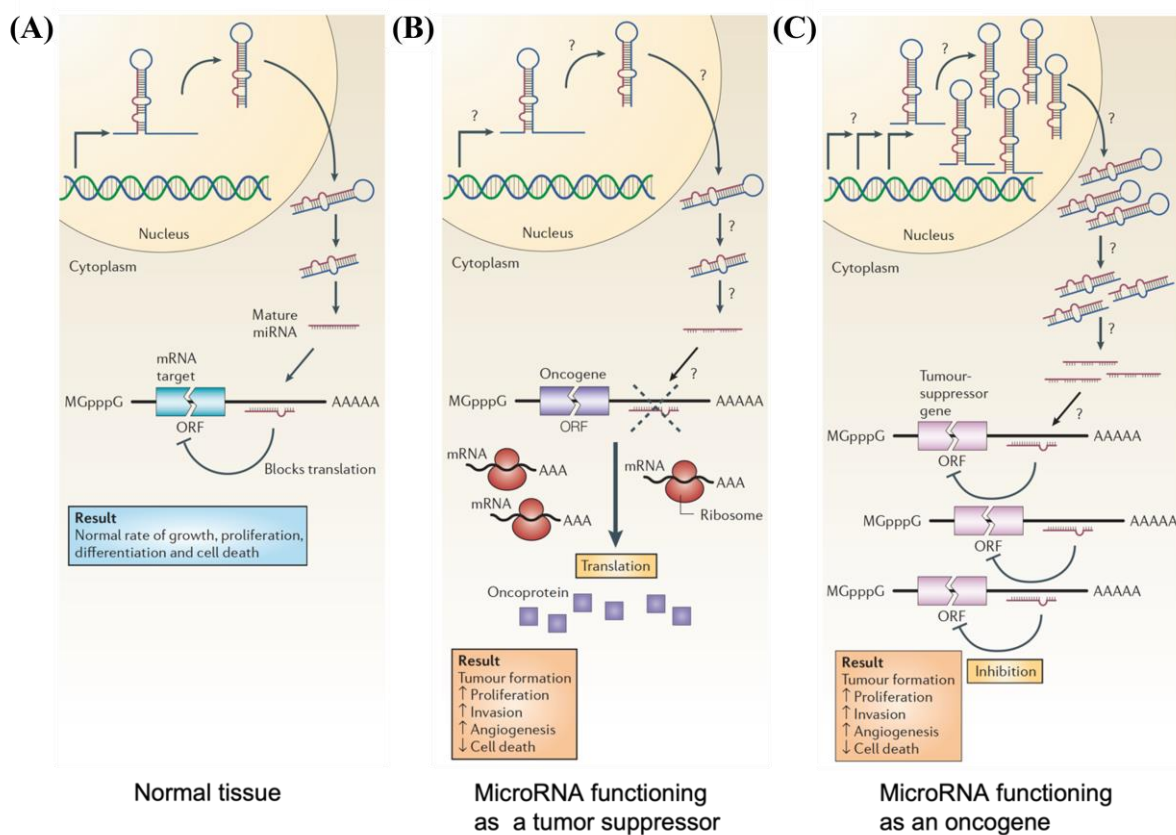 (A)
Nucleus
Cytoplasm
Mature
miRNA
mRNA
target
MGpppG
AAAAA
ORF
Blocks translation
Result
Normal rate of growth, proliferation,
differentiation and cell death
Normal tissue
(B)
?
?
?
?
Nucleus
Cytoplasm
?
?
?
Oncogene
MGpppG
AAAAA
ORF
mRNA
AAA
mRNA
AAA
mRNA
AAA
Ribosome
Translation
Oncoprotein
Result
Tumour formation
↑ Proliferation
↑ Invasion
↑ Angiogenesis
↓ Cell death
MicroRNA functioning
as a tumor suppressor
(C)
?
?
?
Nucleus
Cytoplasm
?
?
?
Tumour-
suppressor
gene
MGpppG
AAAAA
ORF
MGpppG
AAAAA
ORF
MGpppG
AAAAA
ORF
Inhibition
Result
Tumour formation
↑ Proliferation
↑ Invasion
↑ Angiogenesis
↓ Cell death
MicroRNA functioning
as an oncogene